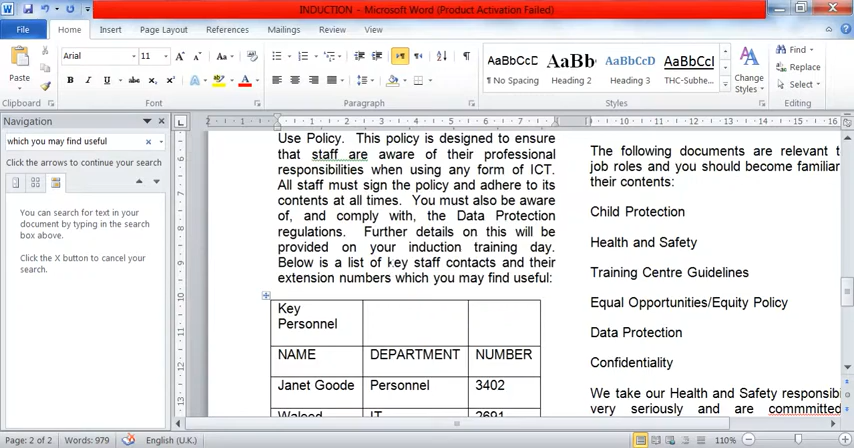 INDUCTION - Microsoft Word (Product Activation Failed)
File Home Insert Page Layout References Mailings Review View
Paste
Clipboard
Arial 11
Font
Paragraph
AaBbCcD AaBb AaBbCcD AaBbCcl
¶ No Spacing Heading 2 Heading 3 THC-Subhe...
Styles
Change
Styles
Find
Replace
Select
Editing
Navigation
which you may find useful
Click the arrows to continue your search
You can search for text in your
document by typing in the search
box above.
Click the X button to cancel your
search.
Use Policy. This policy is designed to ensure
that staff are aware of their professional
responsibilities when using any form of ICT.
All staff must sign the policy and adhere to its
contents at all times. You must also be aware
of, and comply with, the Data Protection
regulations. Further details on this will be
provided on your induction training day.
Below is a list of key staff contacts and their
extension numbers which you may find useful:
Key
Personnel
NAME DEPARTMENT NUMBER
Janet Goode Personnel 3402
Waleed IT 2691
The following documents are relevant t
job roles and you should become familiar
their contents:
Child Protection
Health and Safety
Training Centre Guidelines
Equal Opportunities/Equity Policy
Data Protection
Confidentiality
We take our Health and Safety responsibi
very seriously and are commmitted
Page: 2 of 2 Words: 979 English (U.K.) 110%